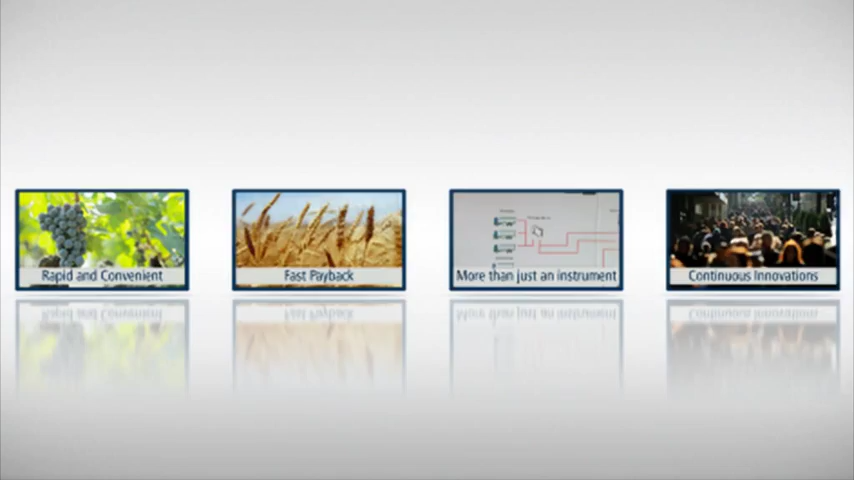 Rapid and Convenient
Fast Payback
More than just an instrument
Continuous Innovations